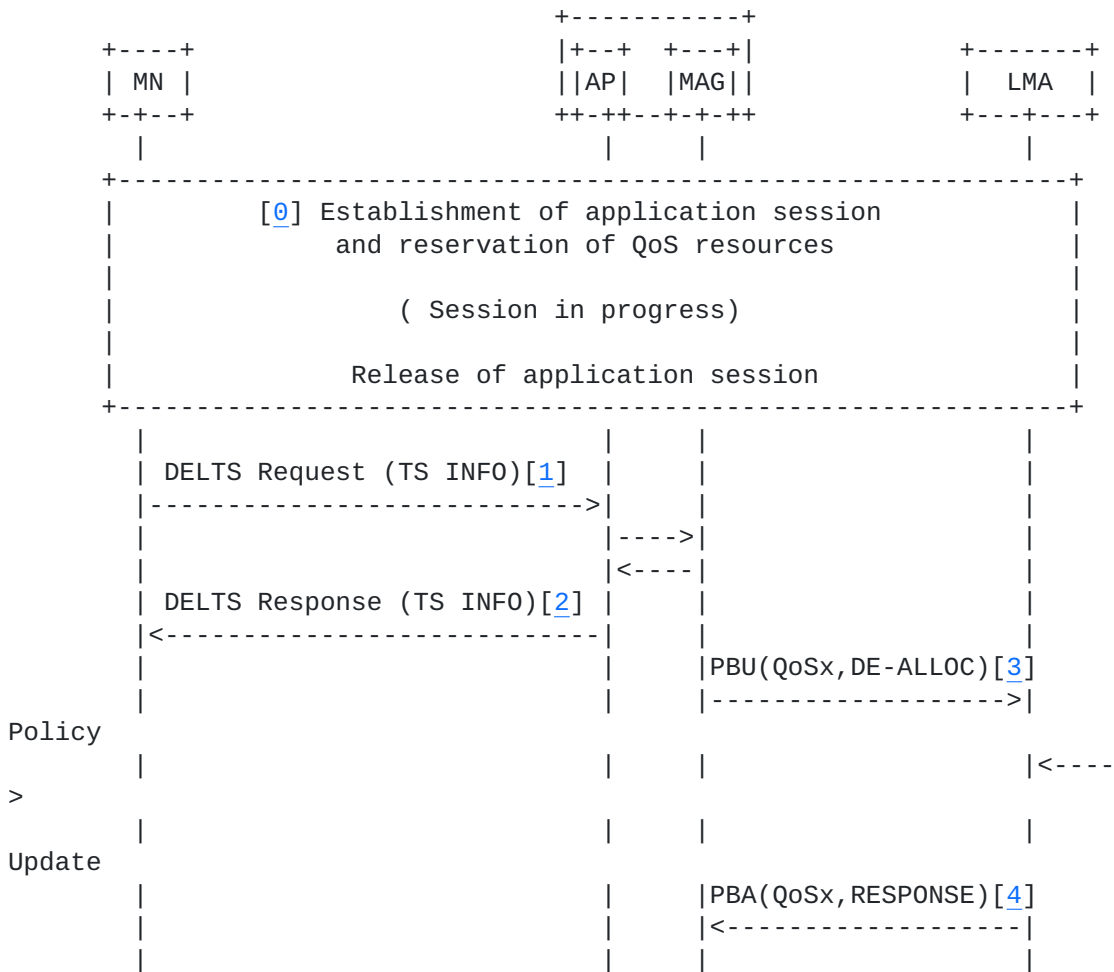 MN
AP MAG
LMA
[0] Establishment of application session
and reservation of QoS resources
( Session in progress)
Release of application session
DELTS Request (TS INFO)[1]
DELTS Response (TS INFO)[2]
PBU(QoSx,DE-ALLOC)[3]
Policy
Update
PBA(QoSx,RESPONSE)[4]